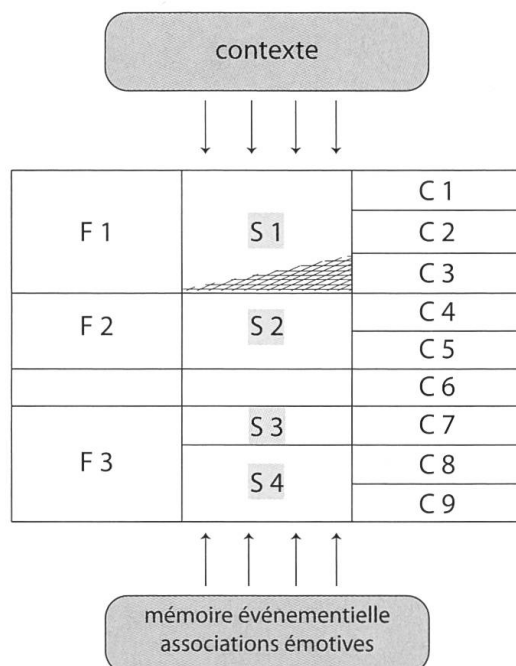 contexte
F 1
S 1
C 1
C 2
C 3
F 2
S 2
C 4
C 5
C 6
F 3
S 3
C 7
S 4
C 8
C 9
mémoire événementielle
associations émotives